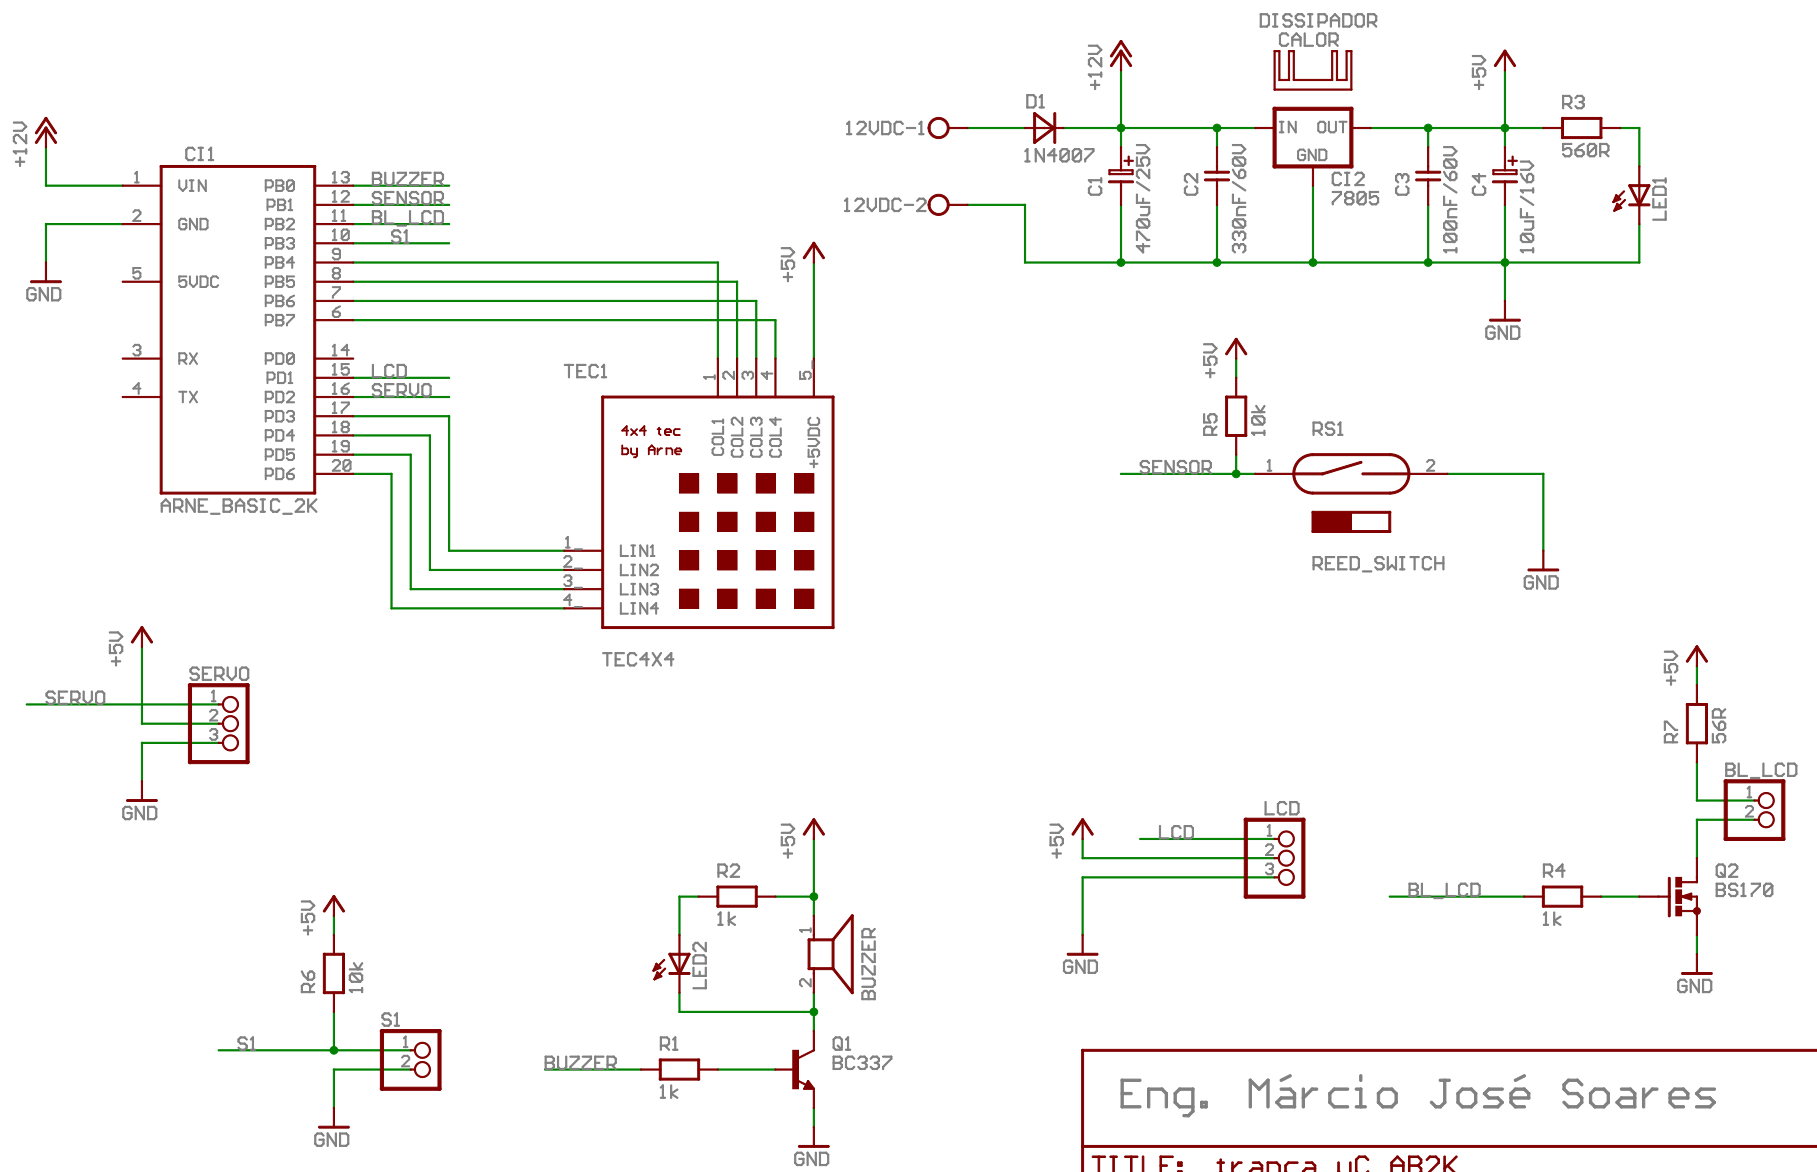 DISSIPADOR
CALOR
+12V
+5V
D1
1N4007
12VDC-1
12VDC-2
IN OUT
GND
CI2
7805
C1
470uF/25V
C2
330nF/60V
C3
100nF/60V
C4
10uF/16V
R3
560R
LED1
GND
+12V
CI1
1 VIN
2 GND
5 5VDC
3 RX
4 TX
PB0 13 BUZZER
PB1 12 SENSOR
PB2 11 BL_LCD
PB3 10 S1
PB4 9
PB5 8
PB6 7
PB7 6
PD0 14
PD1 15 LCD
PD2 16 SERVO
PD3 17
PD4 18
PD5 19
PD6 20
ARNE_BASIC_2K
GND
+5V
TEC1
1 2 3 4 5
COL1
COL2
COL3
COL4
+5VDC
4x4 tec
by Arne
1 LIN1
2 LIN2
3 LIN3
4 LIN4
TEC4X4
+5V
R5
10k
SENSOR
RS1
1 2
REED_SWITCH
GND
+5V
SERVO
SERVO
1
2
3
GND
+5V
R7
56R
BL_LCD
1
2
BL_LCD
R4
1k
Q2
BS170
GND
+5V
LCD
LCD
1
2
3
GND
+5V
R2
1k
LED2
1
2
BUZZER
BUZZER
R1
1k
Q1
BC337
GND
+5V
R6
10k
S1
S1
1
2
GND
Eng. Márcio José Soares
TITLE: tranca_uC_AB2K